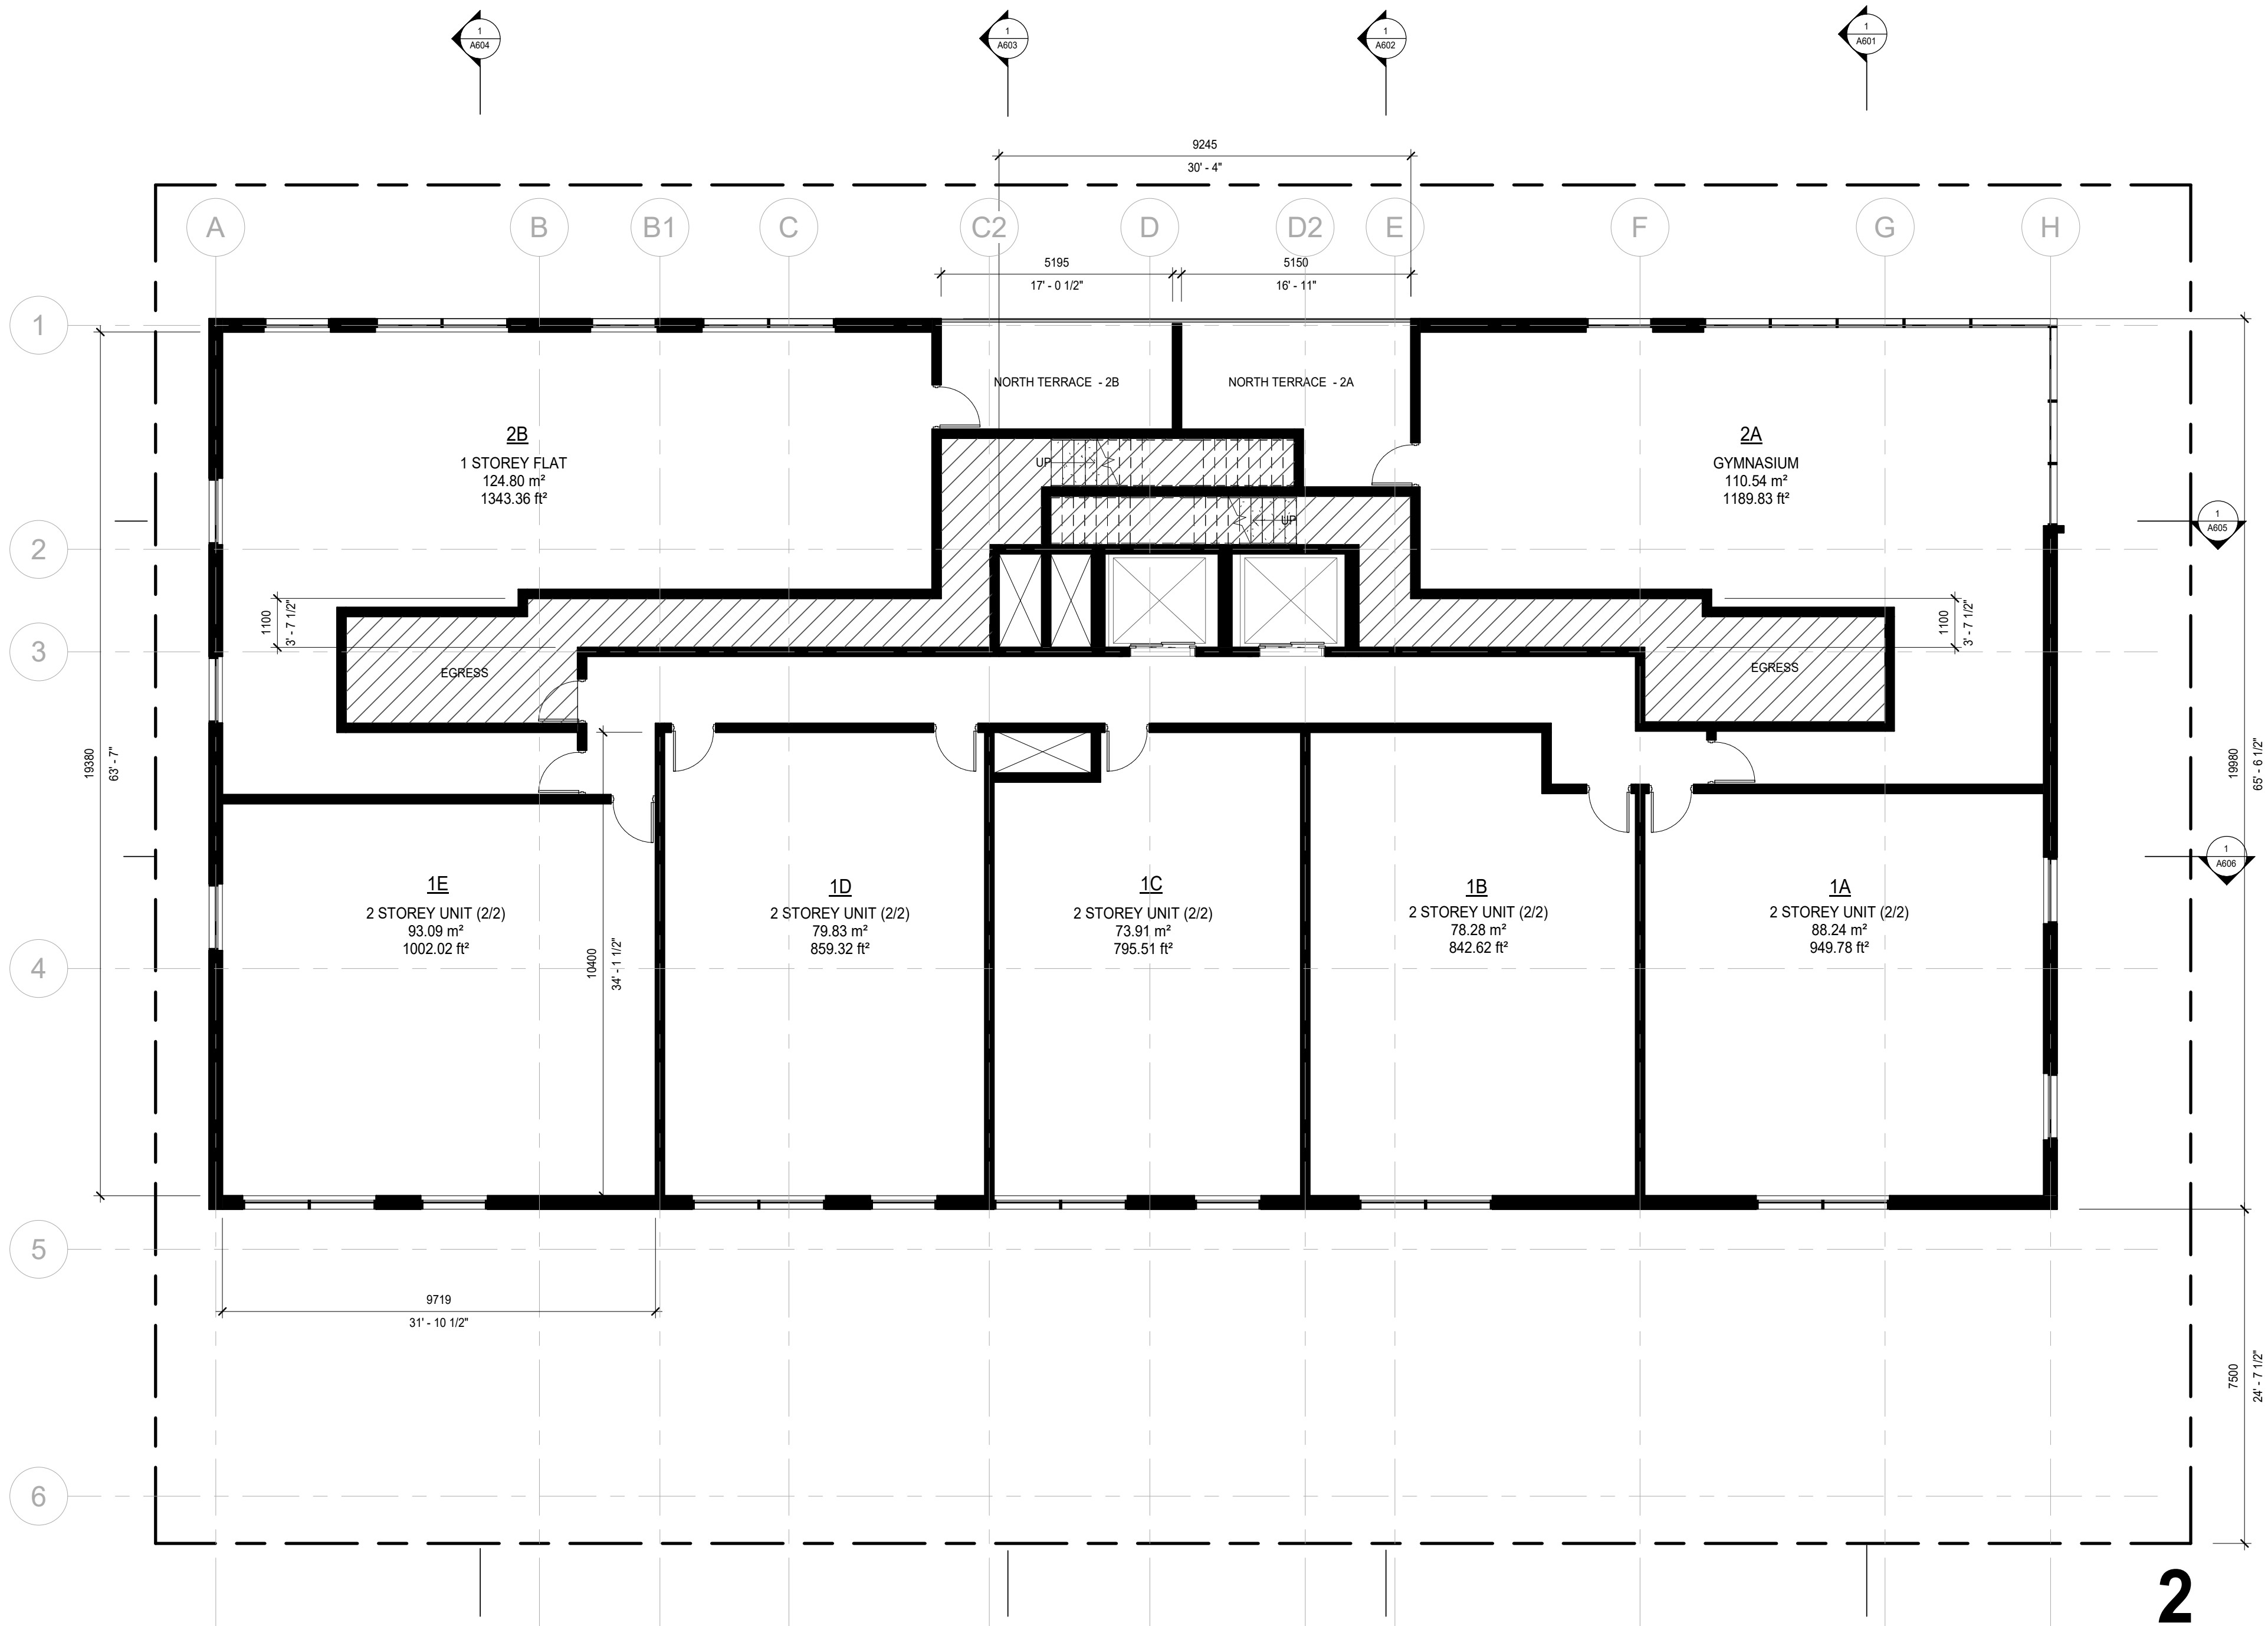 1
A604
1
A603
1
A602
1
A601
9245
30' - 4"
A
B
B1
C
C2
D
D2
E
F
G
H
5195
17' - 0 1/2"
5150
16' - 11"
1
NORTH TERRACE - 2B
NORTH TERRACE - 2A
2B
1 STOREY FLAT
124.80 m²
1343.36 ft²
2A
GYMNASIUM
110.54 m²
1189.83 ft²
UP
UP
1
A605
2
1100
3' - 7 1/2"
1100
3' - 7 1/2"
3
EGRESS
EGRESS
19380
63' - 7"
19980
65' - 6 1/2"
1
A606
1E
2 STOREY UNIT (2/2)
93.09 m²
1002.02 ft²
1D
2 STOREY UNIT (2/2)
79.83 m²
859.32 ft²
1C
2 STOREY UNIT (2/2)
73.91 m²
795.51 ft²
1B
2 STOREY UNIT (2/2)
78.28 m²
842.62 ft²
1A
2 STOREY UNIT (2/2)
88.24 m²
949.78 ft²
10400
34' - 1 1/2"
4
5
9719
31' - 10 1/2"
7500
24' - 7 1/2"
6
2